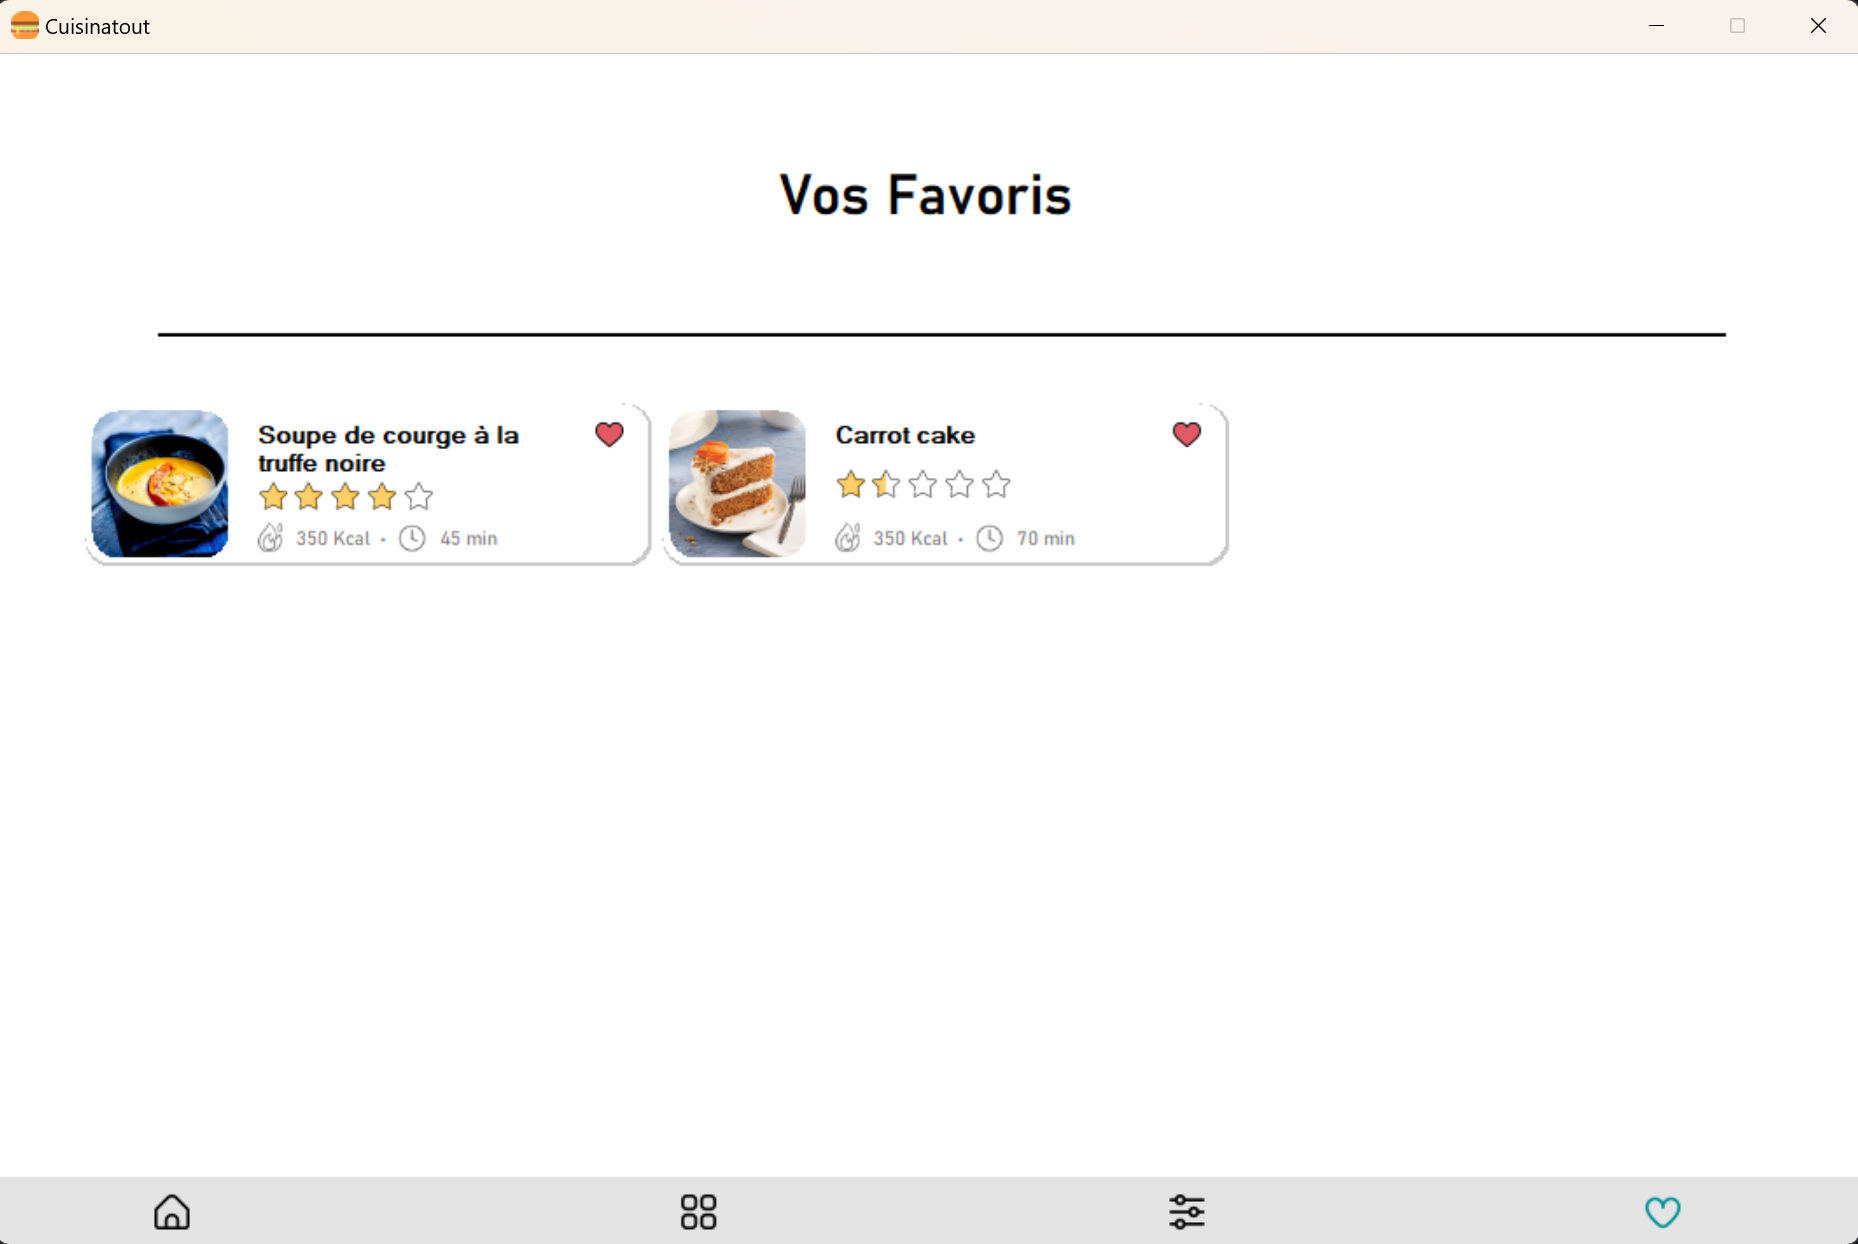 Cuisinatout
Vos Favoris
Soupe de courge à la
truffe noire
350 Kcal • 45 min
Carrot cake
350 Kcal • 70 min